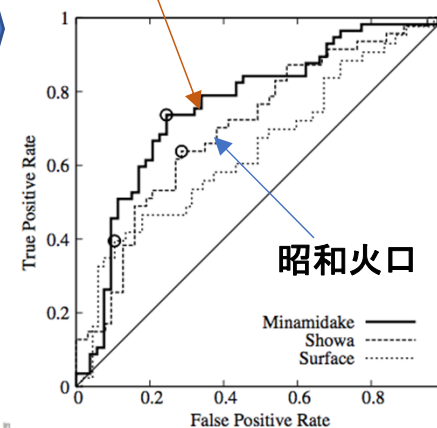 1
0.8
0.6
0.4
0.2
0
True Positive Rate
昭和火口
Minamidake
Showa
Surface
0 0.2 0.4 0.6 0.8
False Positive Rate